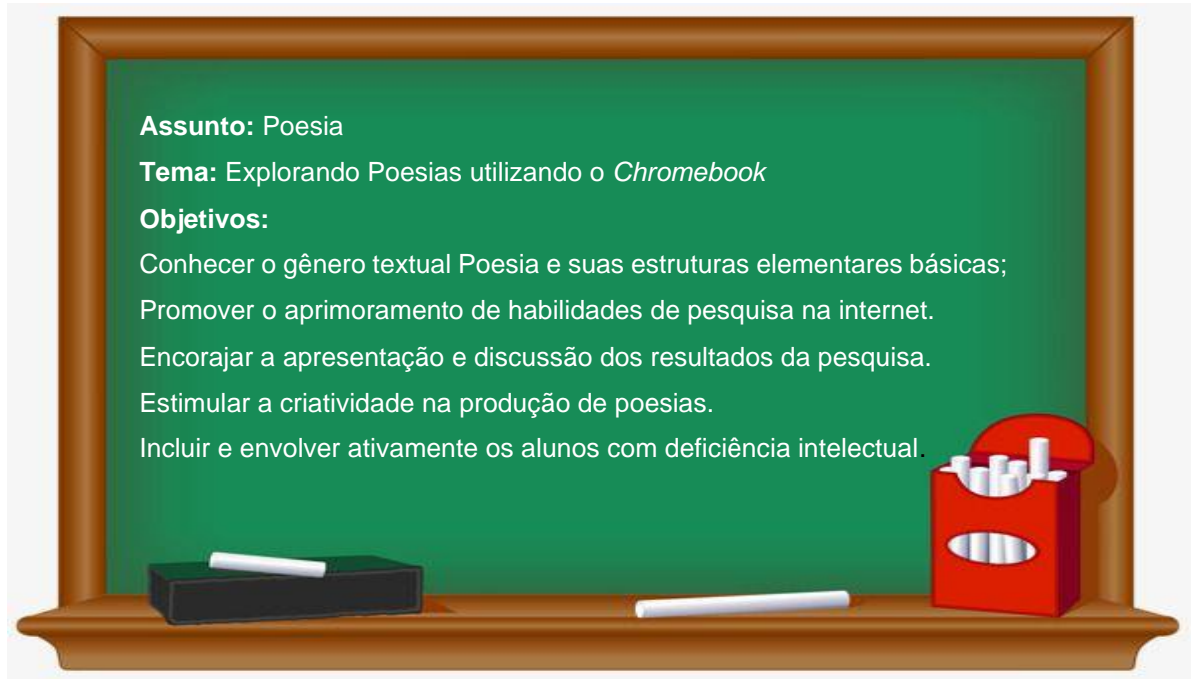 Assunto: Poesia
Tema: Explorando Poesias utilizando o Chromebook
Objetivos:
Conhecer o gênero textual Poesia e suas estruturas elementares básicas;
Promover o aprimoramento de habilidades de pesquisa na internet.
Encorajar a apresentação e discussão dos resultados da pesquisa.
Estimular a criatividade na produção de poesias.
Incluir e envolver ativamente os alunos com deficiência intelectual.